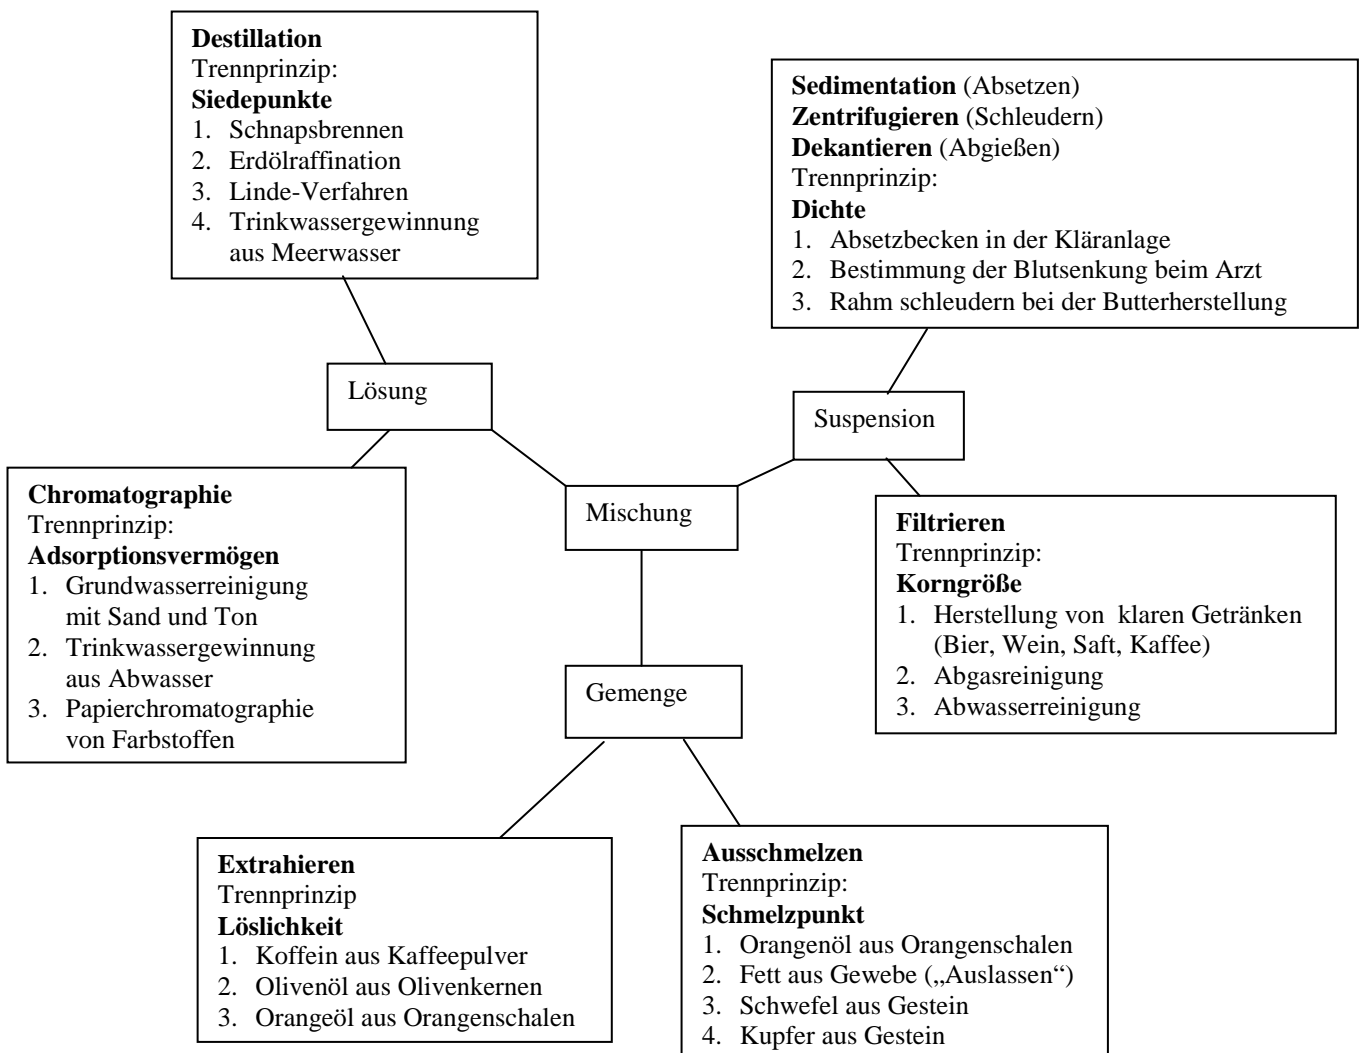 Destillation
Trennprinzip:
Siedepunkte
1. Schnapsbrennen
2. Erdölraffination
3. Linde-Verfahren
4. Trinkwassergewinnung
aus Meerwasser
Sedimentation (Absetzen)
Zentrifugieren (Schleudern)
Dekantieren (Abgießen)
Trennprinzip:
Dichte
1. Absetzbecken in der Kläranlage
2. Bestimmung der Blutsenkung beim Arzt
3. Rahm schleudern bei der Butterherstellung
Lösung
Suspension
Chromatographie
Trennprinzip:
Adsorptionsvermögen
1. Grundwasserreinigung
mit Sand und Ton
2. Trinkwassergewinnung
aus Abwasser
3. Papierchromatographie
von Farbstoffen
Mischung
Filtrieren
Trennprinzip:
Korngröße
1. Herstellung von klaren Getränken
(Bier, Wein, Saft, Kaffee)
2. Abgasreinigung
3. Abwasserreinigung
Gemenge
Extrahieren
Trennprinzip
Löslichkeit
1. Koffein aus Kaffeepulver
2. Olivenöl aus Olivenkernen
3. Orangeöl aus Orangenschalen
Ausschmelzen
Trennprinzip:
Schmelzpunkt
1. Orangenöl aus Orangenschalen
2. Fett aus Gewebe („Auslassen“)
3. Schwefel aus Gestein
4. Kupfer aus Gestein